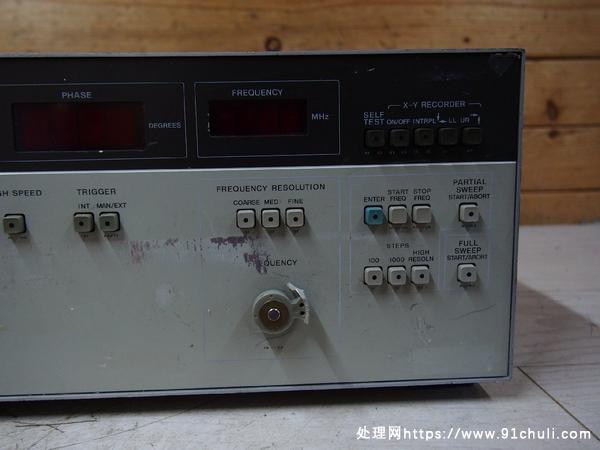 PHASE
DEGREES
FREQUENCY
MHz
X-Y RECORDER
SELF TEST
ON/OFF
INTRPL
LL
UR
GH SPEED
TRIGGER
INT
MAN/EXT
FREQUENCY RESOLUTION
COARSE
MED
FINE
ENTER
START FREQ
STOP FREQ
PARTIAL SWEEP
START/ABORT
STEPS
100
1000
HIGH RESOLN
FULL SWEEP
START/ABORT
QUENCY
处理网https://www.91chuli.com/